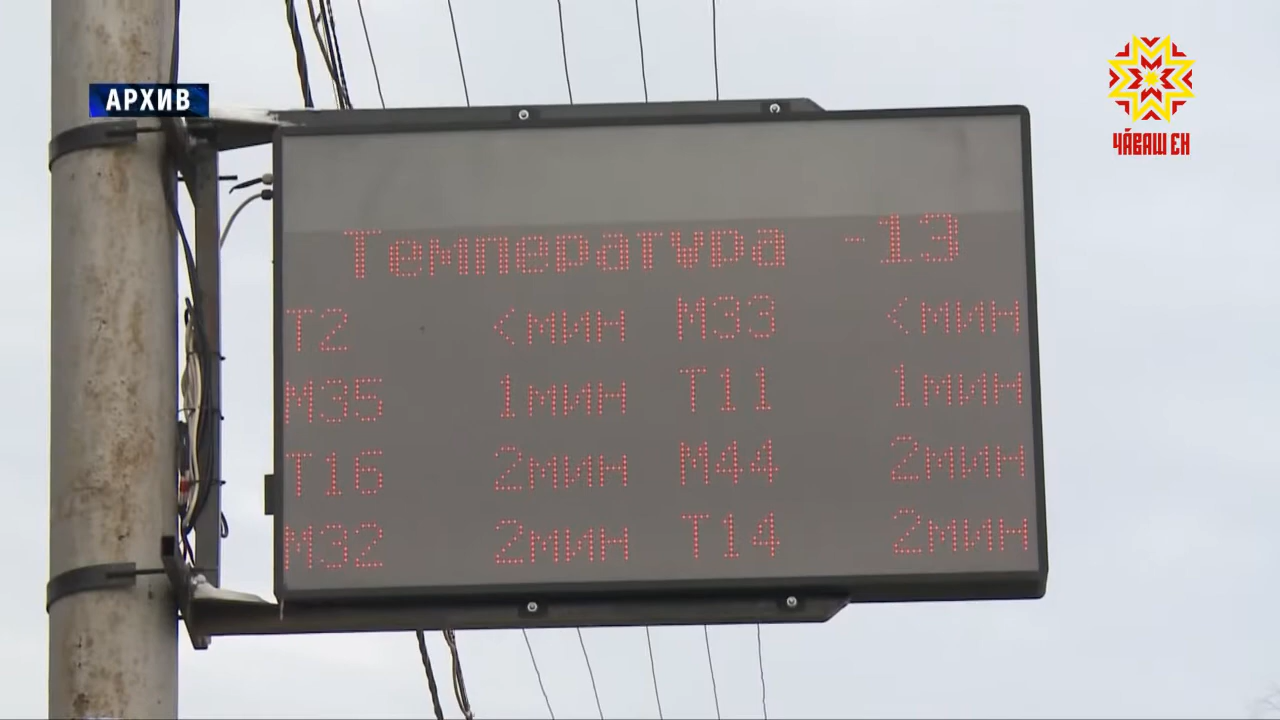 АРХИВ
ЧӐВАШ ЕН
Температура -13
Т2 <мин М33 <мин
М35 1мин Т11 1мин
Т16 2мин М44 2мин
М32 2мин Т14 2мин